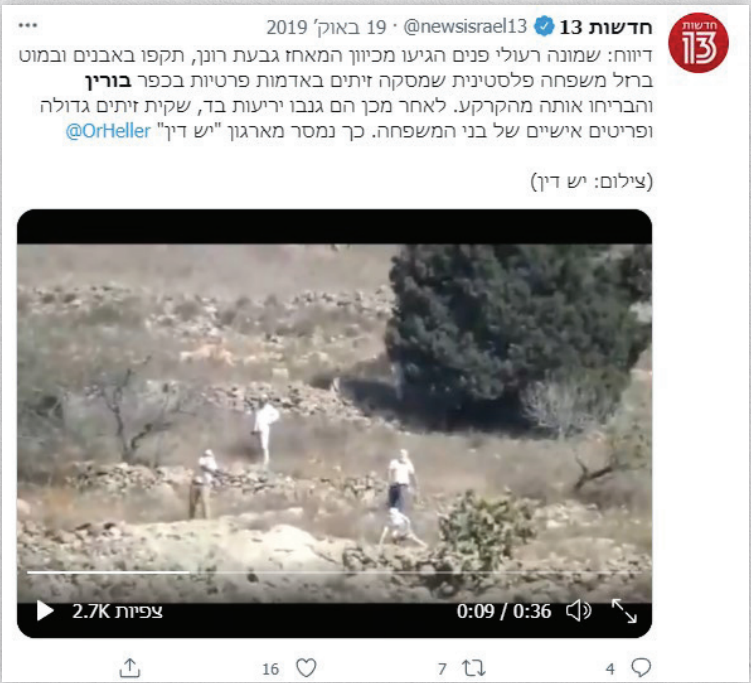 חדשות 13 @newsisrael13 · 19 באוק׳ 2019
חדשות
13
דיווח: שמונה רעולי פנים הגיעו מכיוון המאחז גבעת רונן, תקפו באבנים ובמוט
ברזל משפחה פלסטינית שמסקה זיתים באדמות פרטיות בכפר בורין
והבריחו אותה מהקרקע. לאחר מכן הם גנבו יריעות בד, שקית זיתים גדולה
ופריטים אישיים של בני המשפחה. כך נמסר מארגון "יש דין" @OrHeller
(צילום: יש דין)
2.7K צפיות
0:09 / 0:36
4
7
16